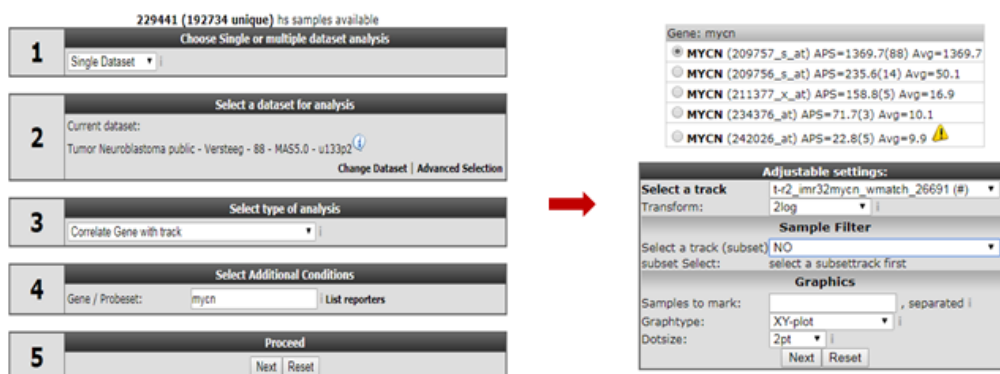 229441 (192734 unique) hs samples available
1
Choose Single or multiple dataset analysis
Single Dataset
2
Select a dataset for analysis
Current dataset:
Tumor Neuroblastoma public - Versteeg - 88 - MAS5.0 - u133p2
Change Dataset | Advanced Selection
3
Select type of analysis
Correlate Gene with track
4
Select Additional Conditions
Gene / Probeset: mycn List reporters
5
Proceed
Next Reset
Gene: mycn
MYCN (209757_s_at) APS=1369.7(88) Avg=1369.7
MYCN (209756_s_at) APS=235.6(14) Avg=50.1
MYCN (211377_x_at) APS=158.8(5) Avg=16.9
MYCN (234376_at) APS=71.7(3) Avg=10.1
MYCN (242026_at) APS=22.8(5) Avg=9.9
Adjustable settings:
Select a track t-r2_imr32mycn_wmatch_26691 (#)
Transform: 2log
Sample Filter
Select a track (subset) NO
subset Select: select a subsettrack first
Graphics
Samples to mark: , separated
Graphtype: XY-plot
Dotsize: 2pt
Next Reset